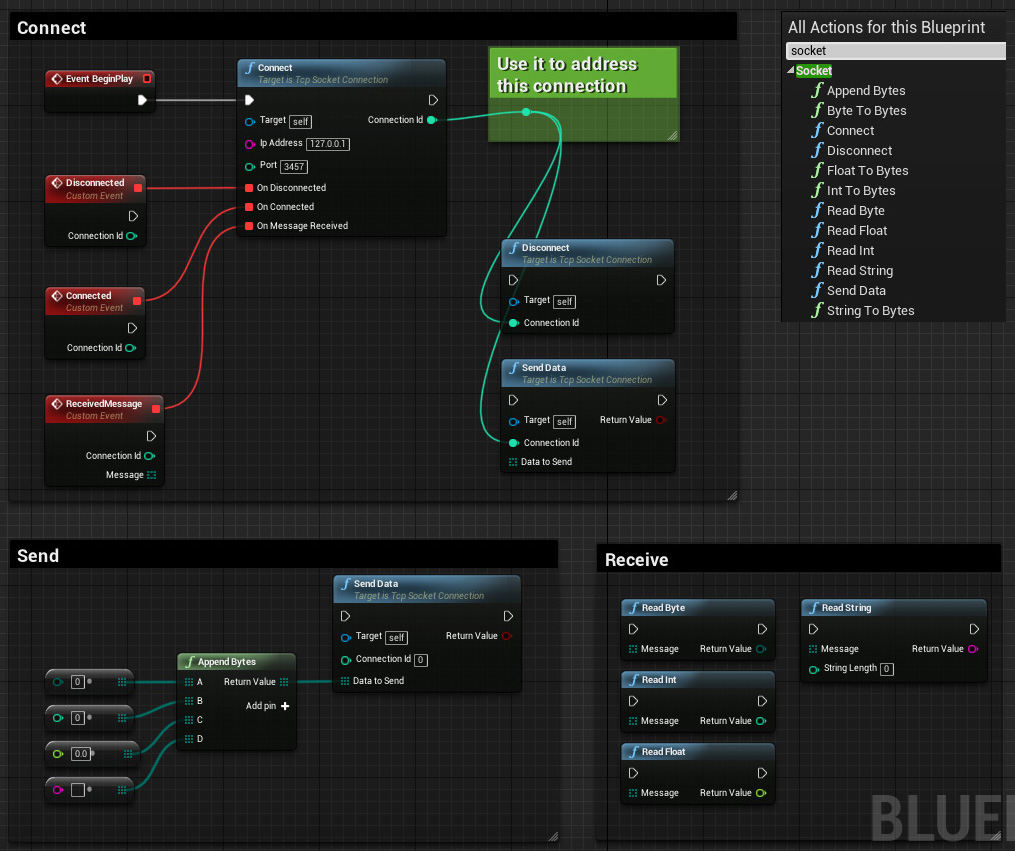 Connect
Event BeginPlay
Connect
Target is Tcp Socket Connection
Target self
Connection Id
Ip Address 127.0.0.1
Port 3457
On Disconnected
On Connected
On Message Received
Disconnected
Custom Event
Connection Id
Connected
Custom Event
Connection Id
ReceivedMessage
Custom Event
Connection Id
Message
Use it to address
this connection
Disconnect
Target is Tcp Socket Connection
Target self
Connection Id
Send Data
Target is Tcp Socket Connection
Target self
Return Value
Connection Id
Data to Send
All Actions for this Blueprint
socket
Socket
Append Bytes
Byte To Bytes
Connect
Disconnect
Float To Bytes
Int To Bytes
Read Byte
Read Float
Read Int
Read String
Send Data
String To Bytes
Send
Send Data
Target is Tcp Socket Connection
Target self
Return Value
Connection Id 0
Data to Send
Append Bytes
A
Return Value
B
Add pin
C
D
0
0
0.0
Receive
Read Byte
Message
Return Value
Read Int
Message
Return Value
Read Float
Message
Return Value
Read String
Message
Return Value
String Length 0
BLUE